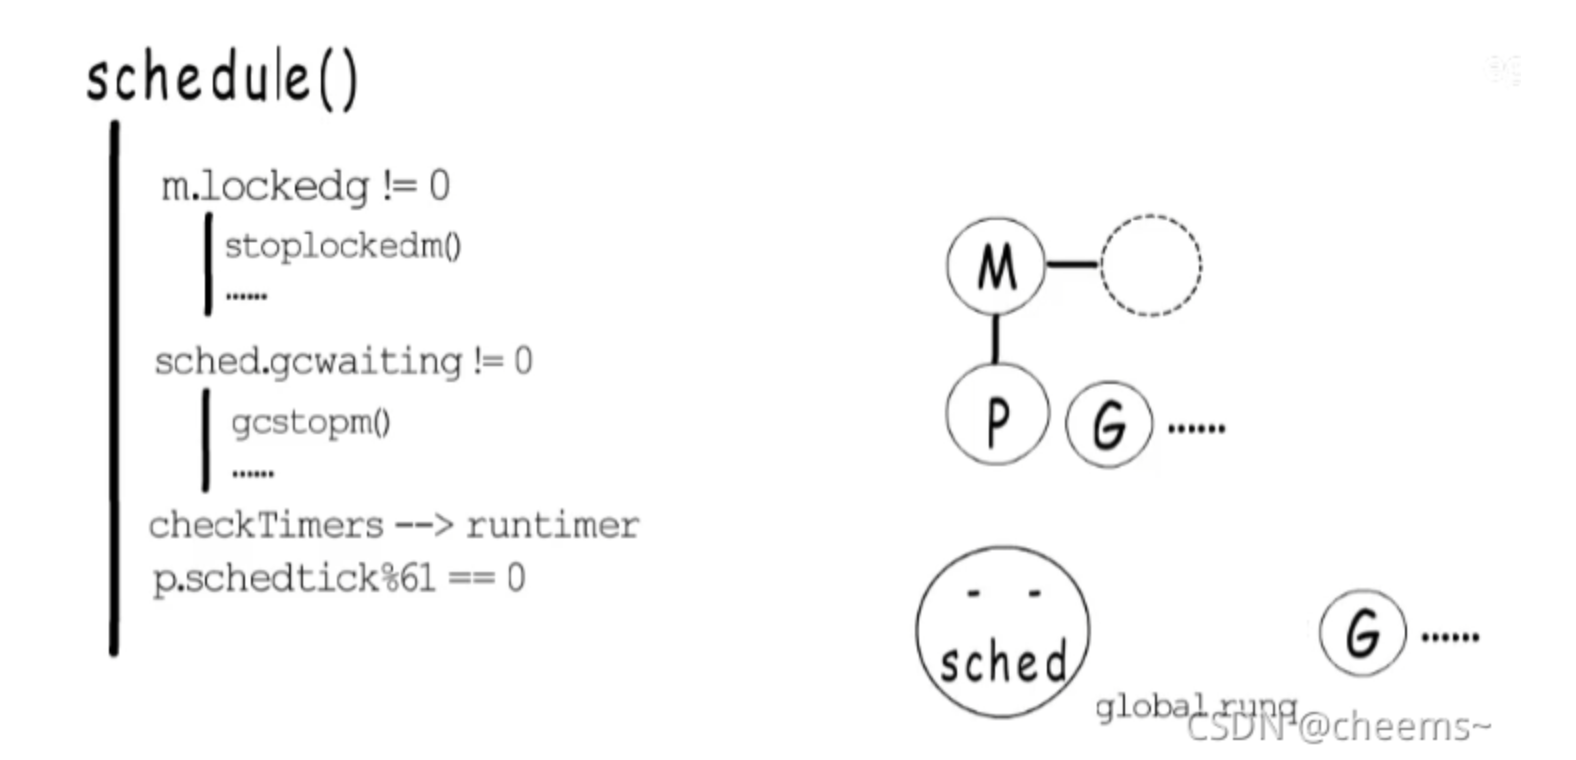 schedule()
m.lockedg != 0
stoplockedm()
......
sched.gcwaiting != 0
gcstopm()
......
checkTimers --> runtimer
p.schedtick%61 == 0
M
P
G ......
- -
sched
G ......
global runq
CSDN @cheems~